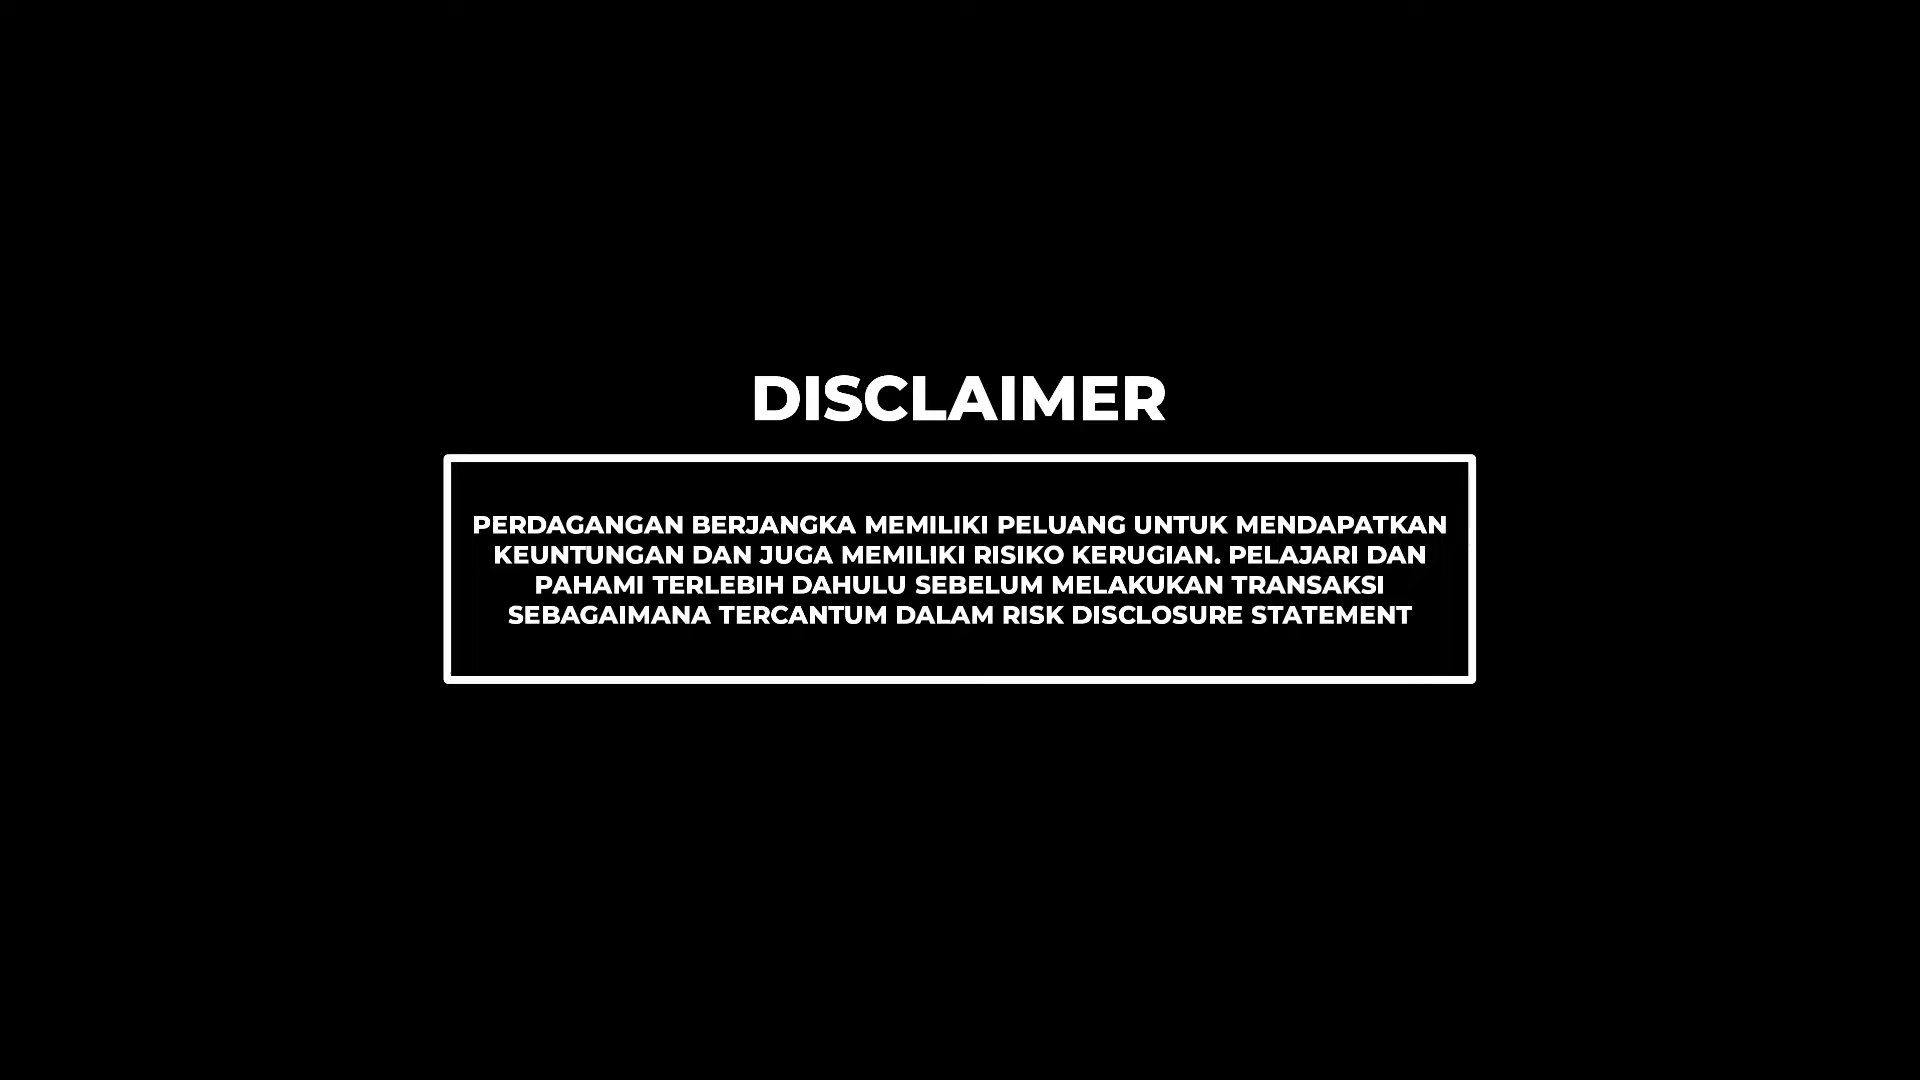 DISCLAIMER
PERDAGANGAN BERJANGKA MEMILIKI PELUANG UNTUK MENDAPATKAN
KEUNTUNGAN DAN JUGA MEMILIKI RISIKO KERUGIAN. PELAJARI DAN
PAHAMI TERLEBIH DAHULU SEBELUM MELAKUKAN TRANSAKSI
SEBAGAIMANA TERCANTUM DALAM RISK DISCLOSURE STATEMENT